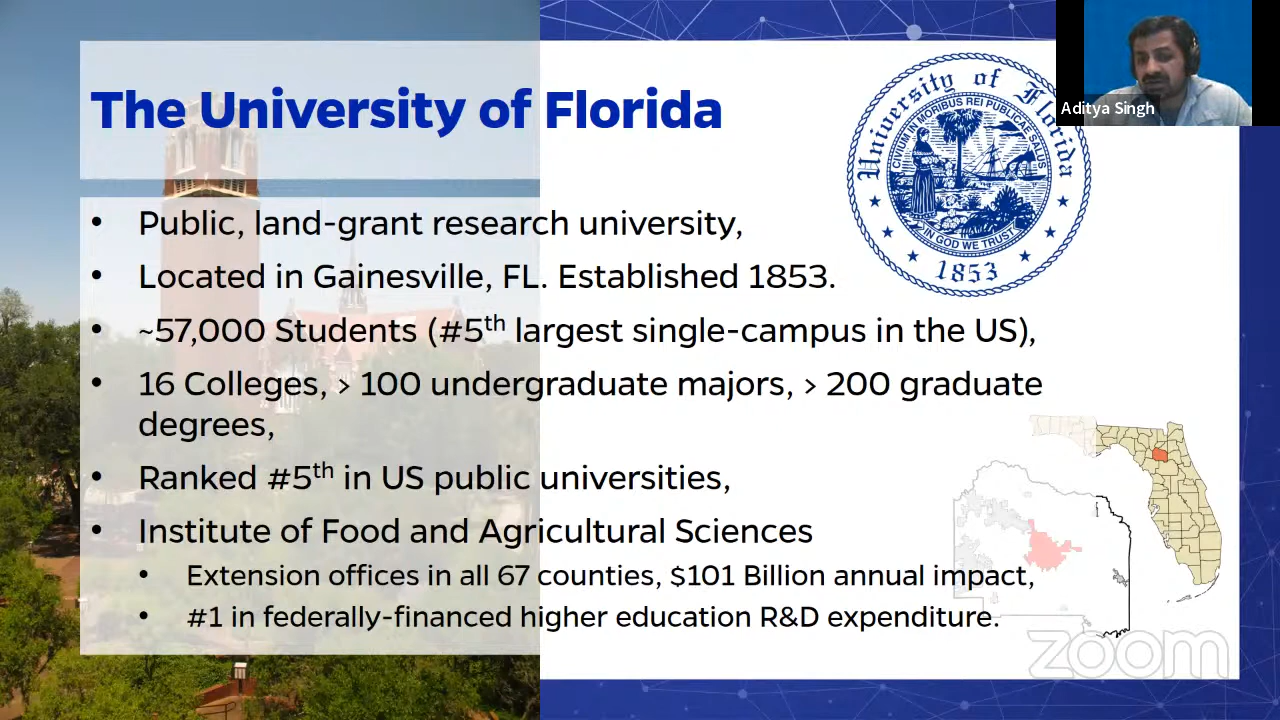 The University of Florida
Aditya Singh
University of Florida
CIVIUM IN MORIBUS REI PUBLICAE SALUS
IN GOD WE TRUST
1853
• Public, land-grant research university,
• Located in Gainesville, FL. Established 1853.
• ~57,000 Students (#5th largest single-campus in the US),
• 16 Colleges, > 100 undergraduate majors, > 200 graduate
degrees,
• Ranked #5th in US public universities,
• Institute of Food and Agricultural Sciences
• Extension offices in all 67 counties, $101 Billion annual impact,
• #1 in federally-financed higher education R&D expenditure.
zoom